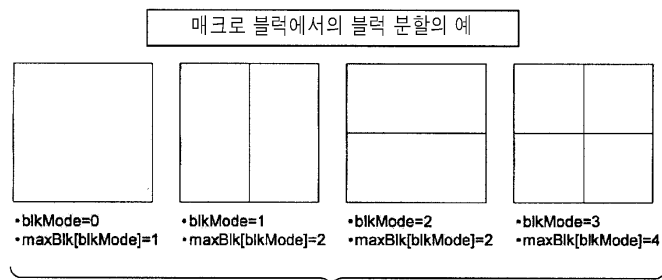 매크로 블럭에서의 블럭 분할의 예
•blkMode=0
•maxBlk[blkMode]=1
•blkMode=1
•maxBlk[blkMode]=2
•blkMode=2
•maxBlk[blkMode]=2
•blkMode=3
•maxBlk[blkMode]=4